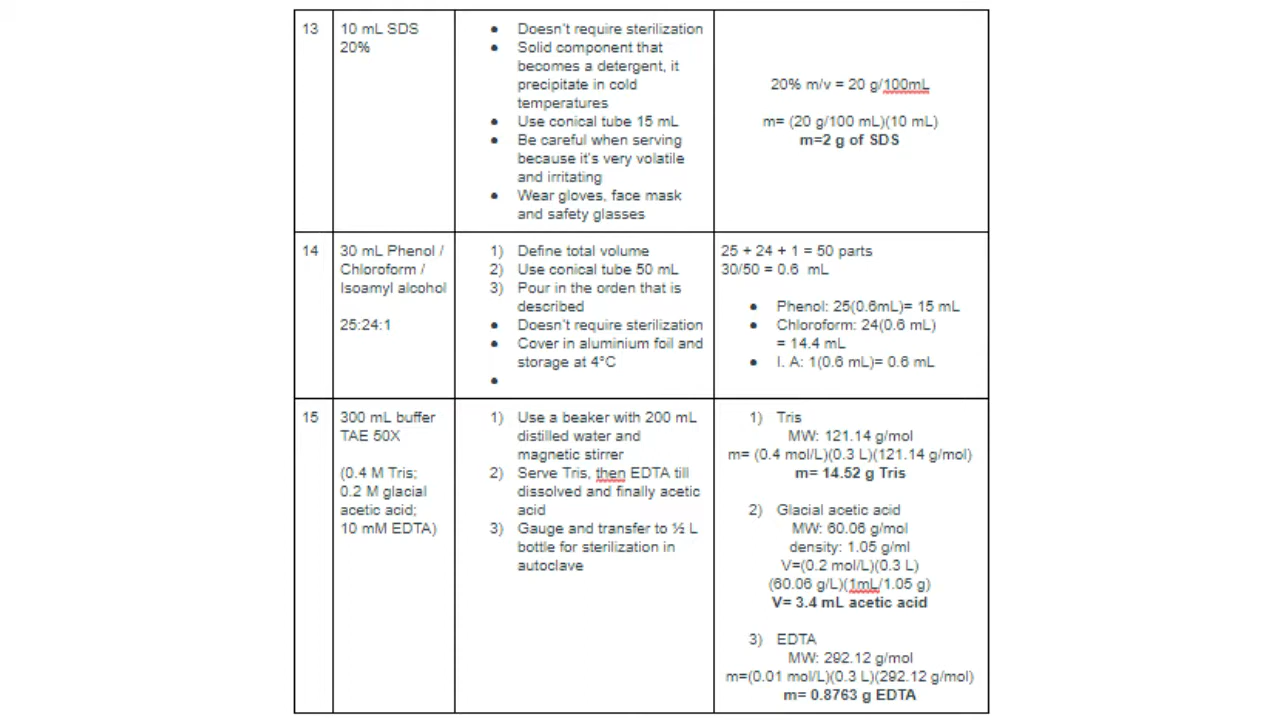 13
10 mL SDS
20%
● Doesn't require sterilization
● Solid component that
becomes a detergent, it
precipitate in cold
temperatures
● Use conical tube 15 mL
● Be careful when serving
because it's very volatile
and irritating
● Wear gloves, face mask
and safety glasses
20% m/v = 20 g/100mL
m= (20 g/100 mL)(10 mL)
m=2 g of SDS
14
30 mL Phenol /
Chloroform /
Isoamyl alcohol
25:24:1
1) Define total volume
2) Use conical tube 50 mL
3) Pour in the orden that is
described
● Doesn't require sterilization
● Cover in aluminium foil and
storage at 4°C
●
25 + 24 + 1 = 50 parts
30/50 = 0.6 mL
● Phenol: 25(0.6mL)= 15 mL
● Chloroform: 24(0.6 mL)
= 14.4 mL
● I. A: 1(0.6 mL)= 0.6 mL
15
300 mL buffer
TAE 50X
(0.4 M Tris;
0.2 M glacial
acetic acid;
10 mM EDTA)
1) Use a beaker with 200 mL
distilled water and
magnetic stirrer
2) Serve Tris, then EDTA till
dissolved and finally acetic
acid
3) Gauge and transfer to ½ L
bottle for sterilization in
autoclave
1) Tris
MW: 121.14 g/mol
m= (0.4 mol/L)(0.3 L)(121.14 g/mol)
m= 14.52 g Tris
2) Glacial acetic acid
MW: 60.06 g/mol
density: 1.05 g/ml
V=(0.2 mol/L)(0.3 L)
(60.06 g/L)(1mL/1.05 g)
V= 3.4 mL acetic acid
3) EDTA
MW: 292.12 g/mol
m=(0.01 mol/L)(0.3 L)(292.12 g/mol)
m= 0.8763 g EDTA